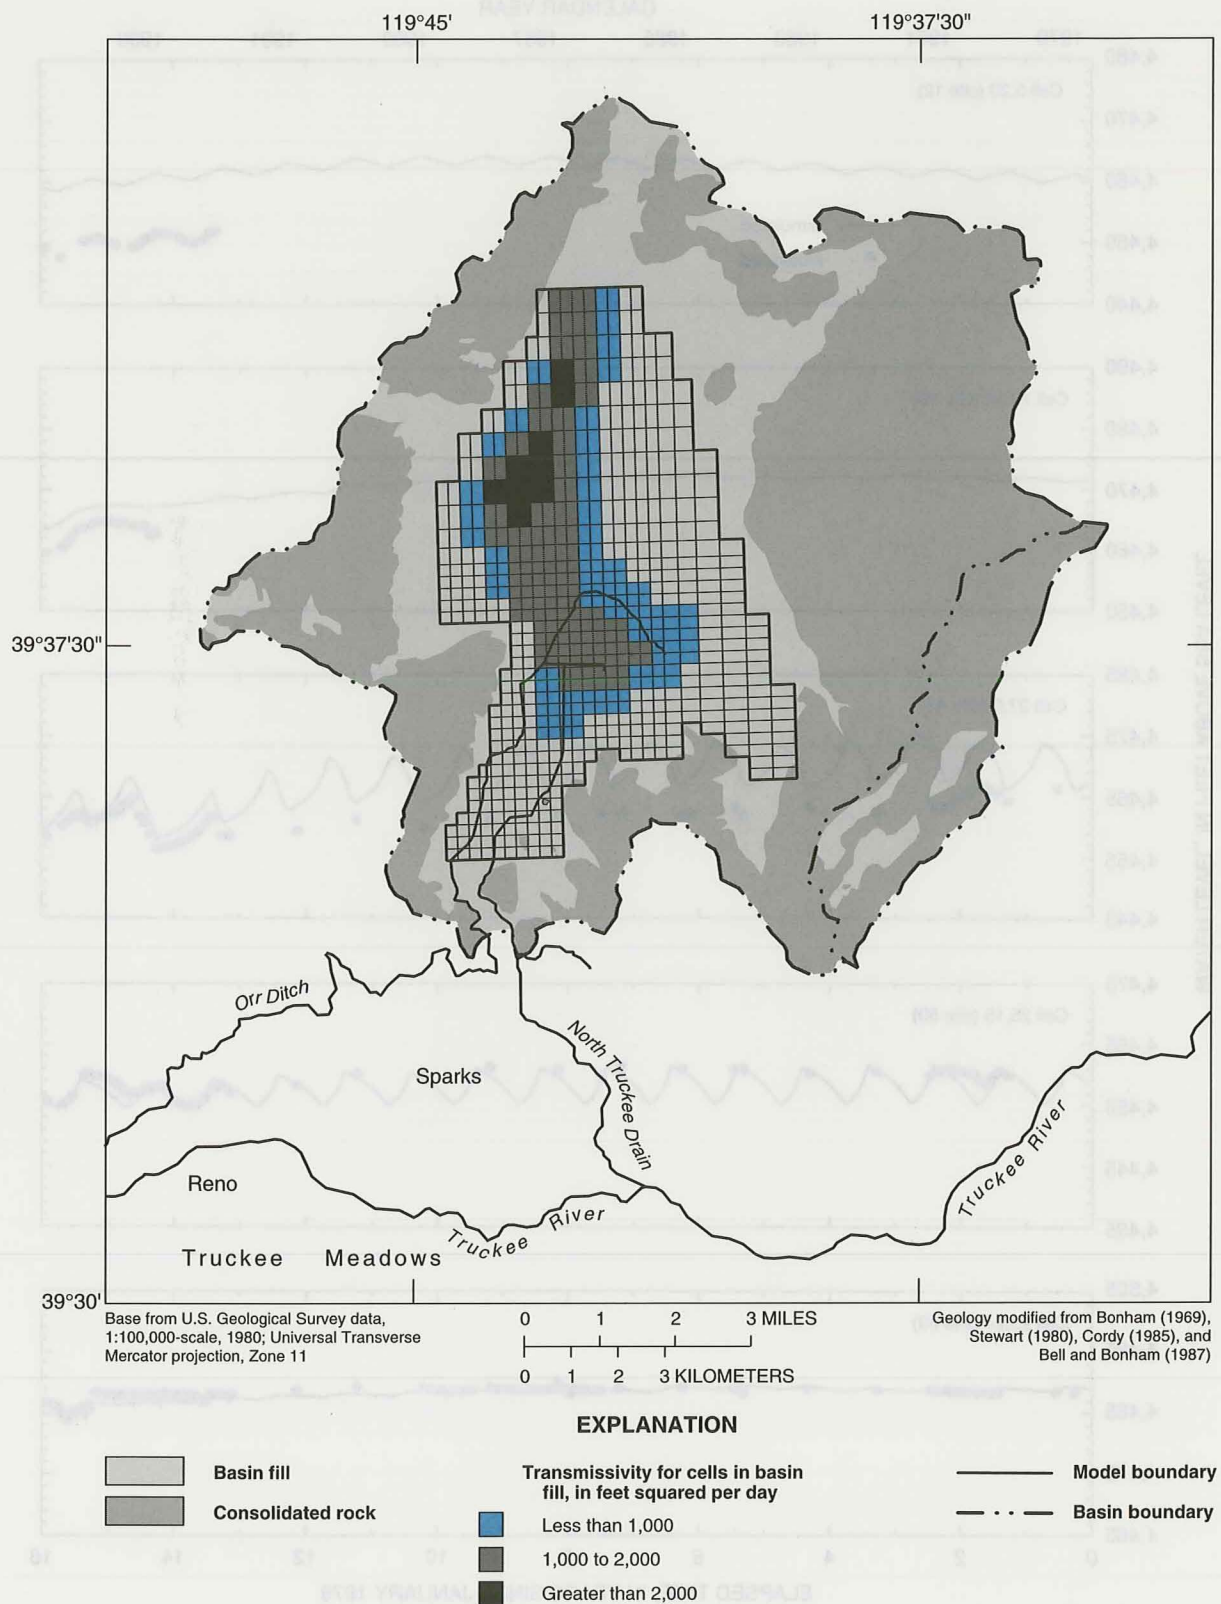 119°45'
119°37'30"
39°37'30"
Orr Ditch
North Truckee Drain
Sparks
Reno
Truckee River
Truckee River
Truckee Meadows
39°30'
Base from U.S. Geological Survey data,
1:100,000-scale, 1980; Universal Transverse
Mercator projection, Zone 11
0 1 2 3 MILES
0 1 2 3 KILOMETERS
Geology modified from Bonham (1969),
Stewart (1980), Cordy (1985), and
Bell and Bonham (1987)
EXPLANATION
Basin fill
Consolidated rock
Transmissivity for cells in basin
fill, in feet squared per day
Less than 1,000
1,000 to 2,000
Greater than 2,000
Model boundary
Basin boundary